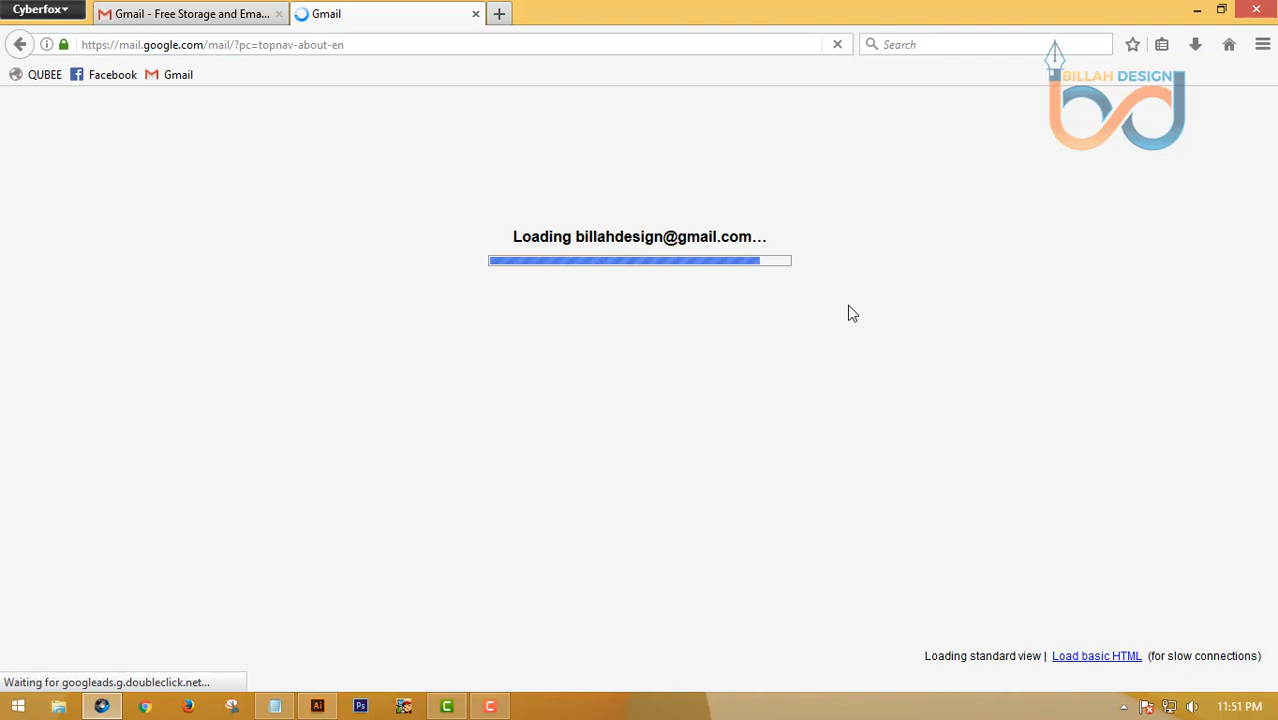 Cyberfox
Gmail - Free Storage and Ema...
Gmail
https://mail.google.com/mail/?pc=topnav-about-en
Search
QUBEE
Facebook
Gmail
BILLAH DESIGN
Loading billahdesign@gmail.com...
Loading standard view | Load basic HTML (for slow connections)
Waiting for googleads.g.doubleclick.net...
Ai
Ps
C
C
11:51 PM